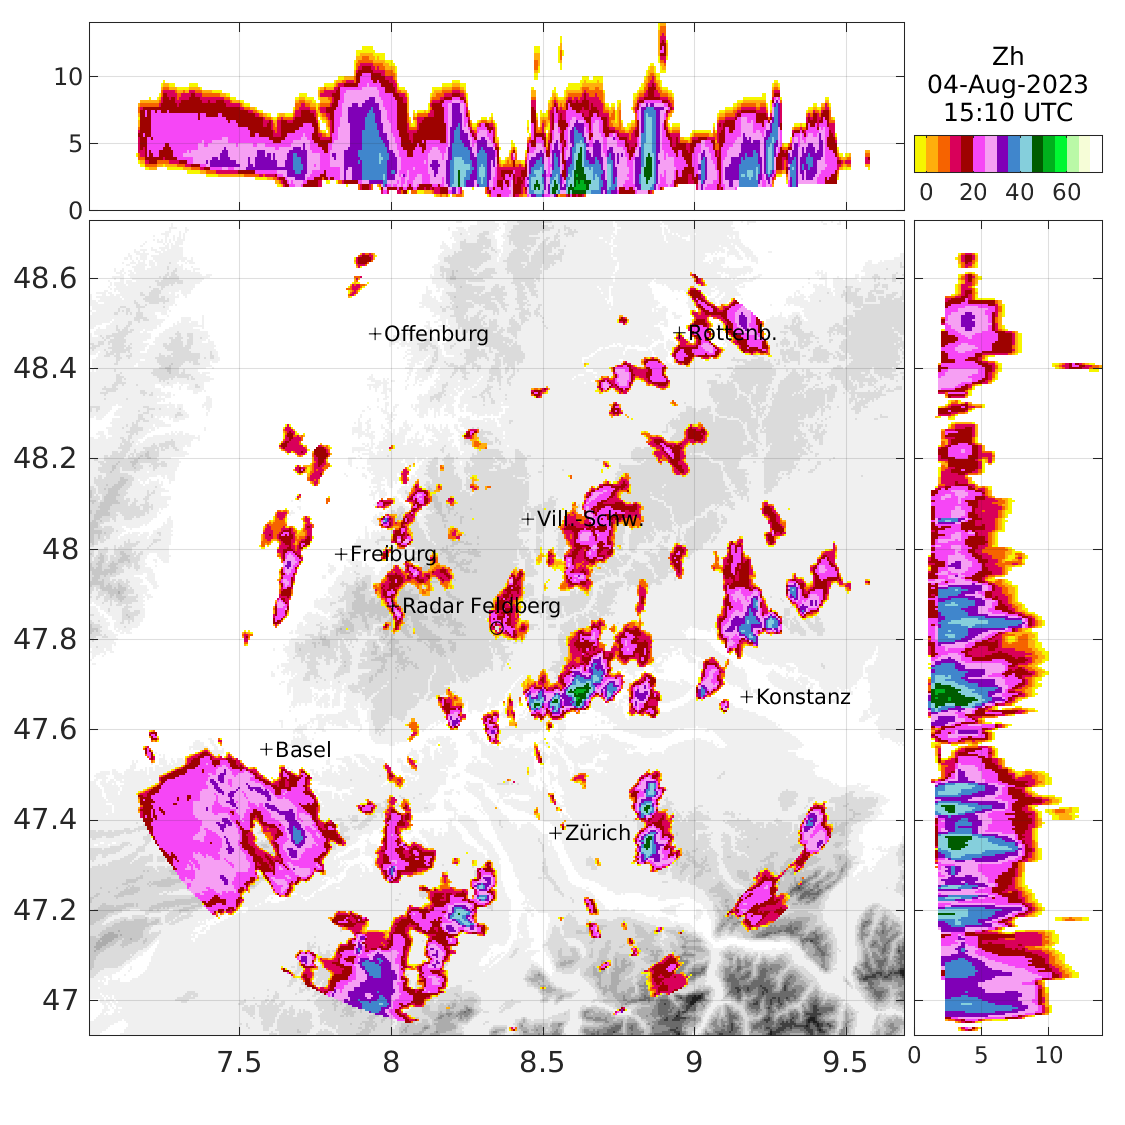 Zh
04-Aug-2023
15:10 UTC
0 20 40 60
10
5
0
48.6
48.4
48.2
48
47.8
47.6
47.4
47.2
47
+Offenburg
+Rottenb.
+Vill.-Schw.
+Freiburg
+Radar Feldberg
+Konstanz
+Basel
+Zürich
7.5 8 8.5 9 9.5
0 5 10